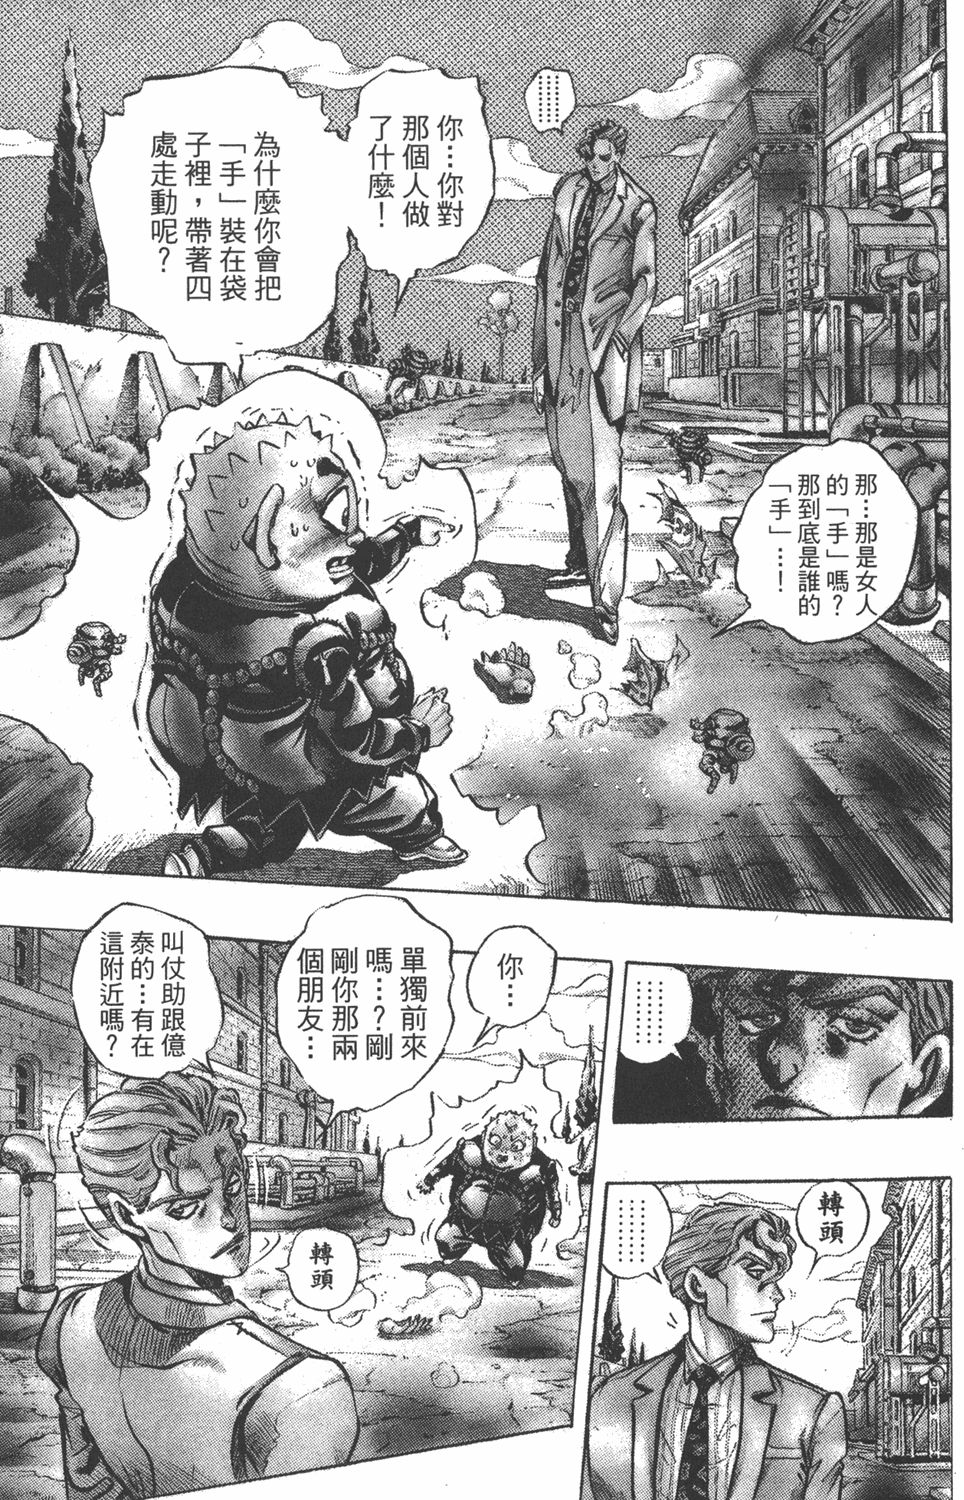 那…那是女人
的「手」嗎？
那到底是誰的
「手」…！
⋯⋯⋯
你…你對
那個人做
了什麼！
為什麼你會把
「手」裝在袋
子裡，帶著四
處走動呢？
⋯⋯⋯
轉頭
⋯⋯⋯
你…
單獨前來
嗎…？剛
剛你那兩
個朋友…
叫仗助跟億
泰的…有在
這附近嗎？
轉頭